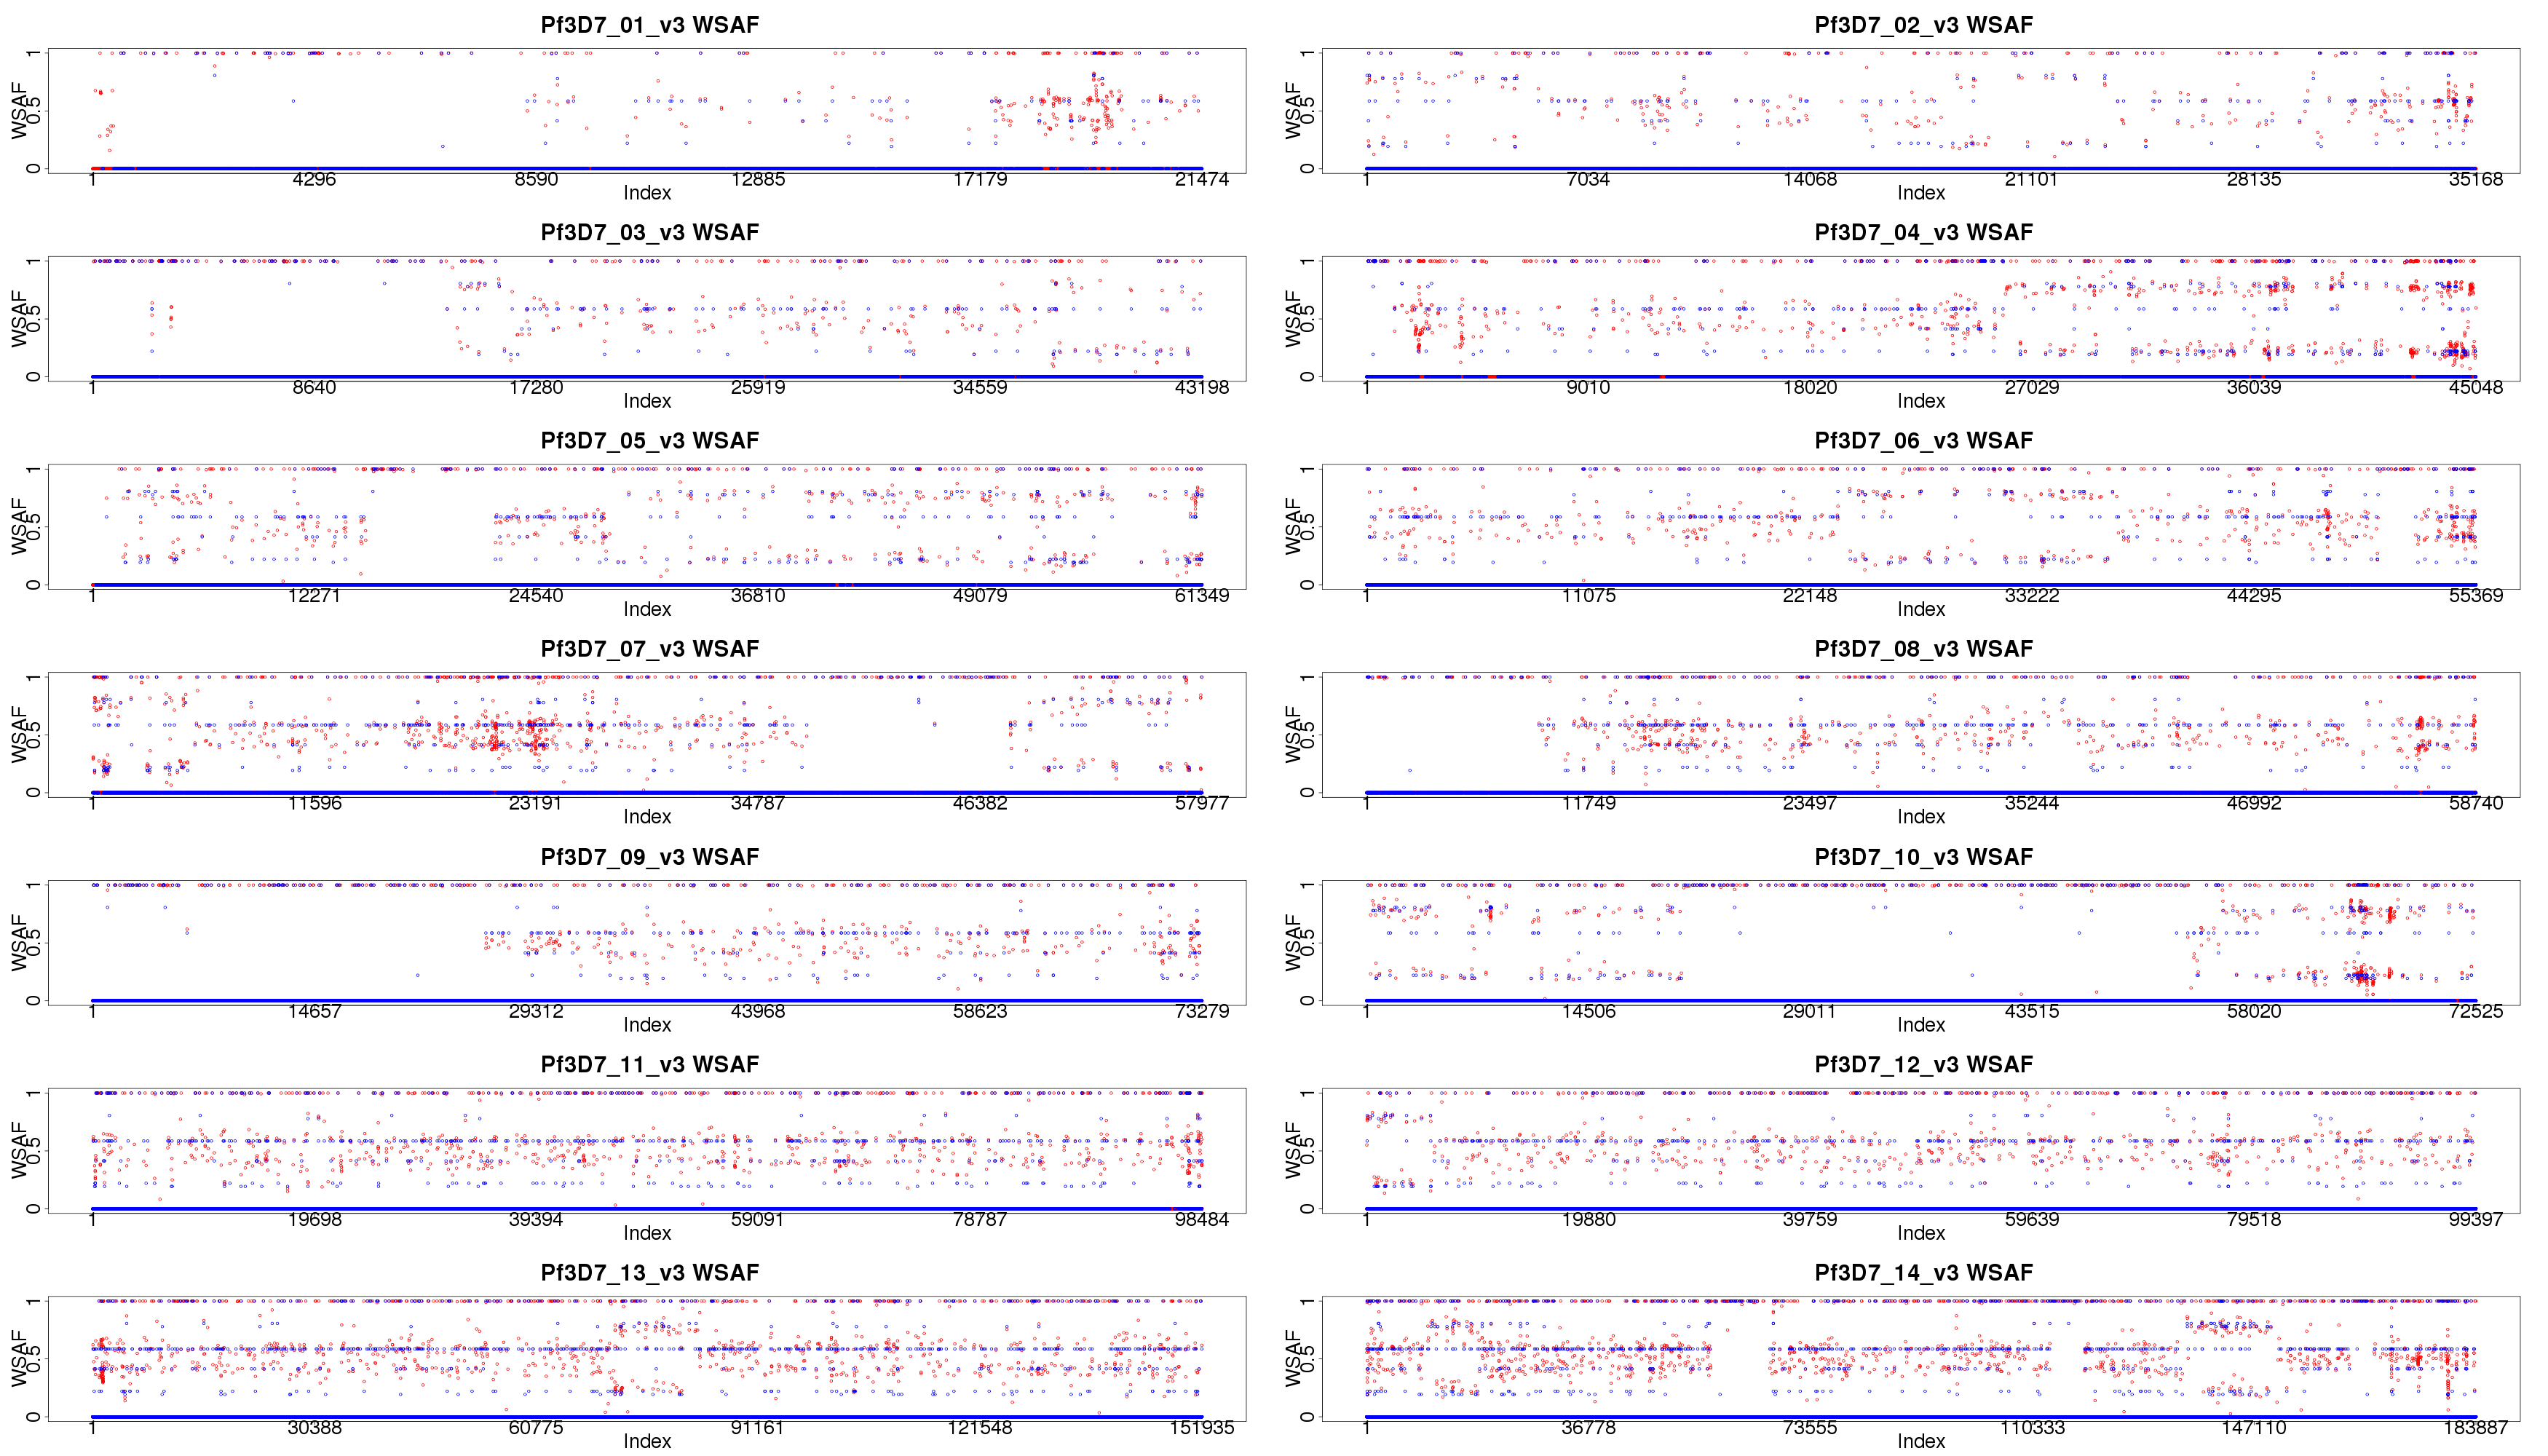 Pf3D7_01_v3 WSAF
WSAF
1
0.5
0
1 4296 8590 12885 17179 21474
Index
Pf3D7_02_v3 WSAF
WSAF
1
0.5
0
1 7034 14068 21101 28135 35168
Index
Pf3D7_03_v3 WSAF
WSAF
1
0.5
0
1 8640 17280 25919 34559 43198
Index
Pf3D7_04_v3 WSAF
WSAF
1
0.5
0
1 9010 18020 27029 36039 45048
Index
Pf3D7_05_v3 WSAF
WSAF
1
0.5
0
1 12271 24540 36810 49079 61349
Index
Pf3D7_06_v3 WSAF
WSAF
1
0.5
0
1 11075 22148 33222 44295 55369
Index
Pf3D7_07_v3 WSAF
WSAF
1
0.5
0
1 11596 23191 34787 46382 57977
Index
Pf3D7_08_v3 WSAF
WSAF
1
0.5
0
1 11749 23497 35244 46992 58740
Index
Pf3D7_09_v3 WSAF
WSAF
1
0.5
0
1 14657 29312 43968 58623 73279
Index
Pf3D7_10_v3 WSAF
WSAF
1
0.5
0
1 14506 29011 43515 58020 72525
Index
Pf3D7_11_v3 WSAF
WSAF
1
0.5
0
1 19698 39394 59091 78787 98484
Index
Pf3D7_12_v3 WSAF
WSAF
1
0.5
0
1 19880 39759 59639 79518 99397
Index
Pf3D7_13_v3 WSAF
WSAF
1
0.5
0
1 30388 60775 91161 121548 151935
Index
Pf3D7_14_v3 WSAF
WSAF
1
0.5
0
1 36778 73555 110333 147110 183887
Index